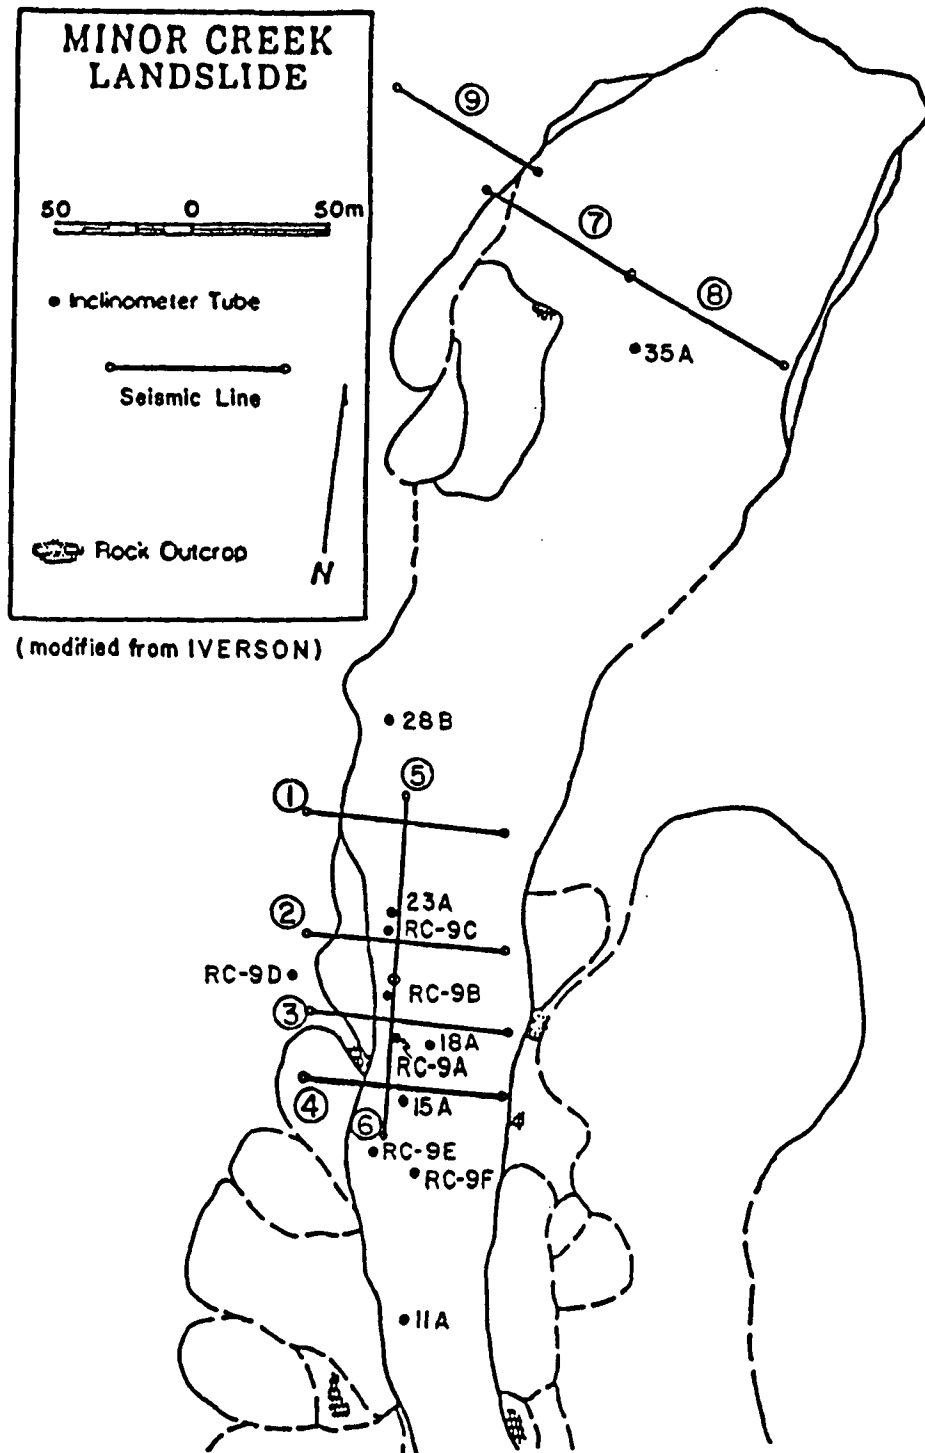 MINOR CREEK
LANDSLIDE
50 0 50m
Inclinometer Tube
Seismic Line
Rock Outcrop
N
(modified from IVERSON)
9
7
8
35A
28B
5
1
23A
2
RC-9C
RC-9D
RC-9B
3
18A
RC-9A
4
15A
6
RC-9E
RC-9F
11A